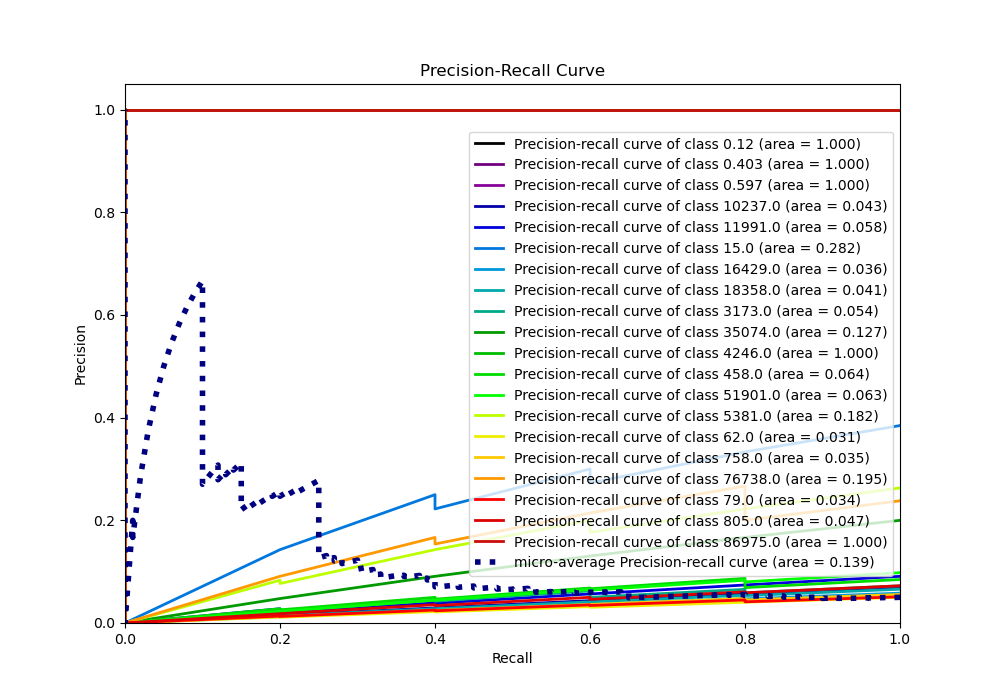 Precision-Recall Curve
1.0
0.8
0.6
0.4
0.2
0.0
Precision
Precision-recall curve of class 0.12 (area = 1.000)
Precision-recall curve of class 0.403 (area = 1.000)
Precision-recall curve of class 0.597 (area = 1.000)
Precision-recall curve of class 10237.0 (area = 0.043)
Precision-recall curve of class 11991.0 (area = 0.058)
Precision-recall curve of class 15.0 (area = 0.282)
Precision-recall curve of class 16429.0 (area = 0.036)
Precision-recall curve of class 18358.0 (area = 0.041)
Precision-recall curve of class 3173.0 (area = 0.054)
Precision-recall curve of class 35074.0 (area = 0.127)
Precision-recall curve of class 4246.0 (area = 1.000)
Precision-recall curve of class 458.0 (area = 0.064)
Precision-recall curve of class 51901.0 (area = 0.063)
Precision-recall curve of class 5381.0 (area = 0.182)
Precision-recall curve of class 62.0 (area = 0.031)
Precision-recall curve of class 758.0 (area = 0.035)
Precision-recall curve of class 76738.0 (area = 0.195)
Precision-recall curve of class 79.0 (area = 0.034)
Precision-recall curve of class 805.0 (area = 0.047)
Precision-recall curve of class 86975.0 (area = 1.000)
micro-average Precision-recall curve (area = 0.139)
0.0 0.2 0.4 0.6 0.8 1.0
Recall